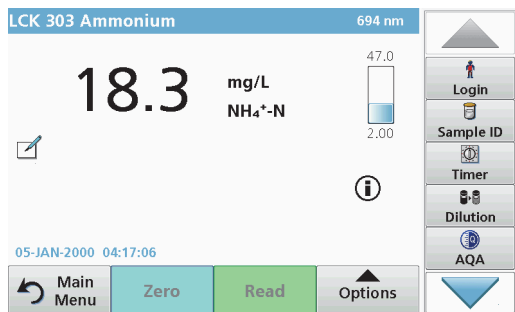 LCK 303 Ammonium 694 nm
47.0
18.3 mg/L
NH₄⁺-N
2.00
i
05-JAN-2000 04:17:06
Main Menu
Zero
Read
Options
Login
Sample ID
Timer
Dilution
AQA